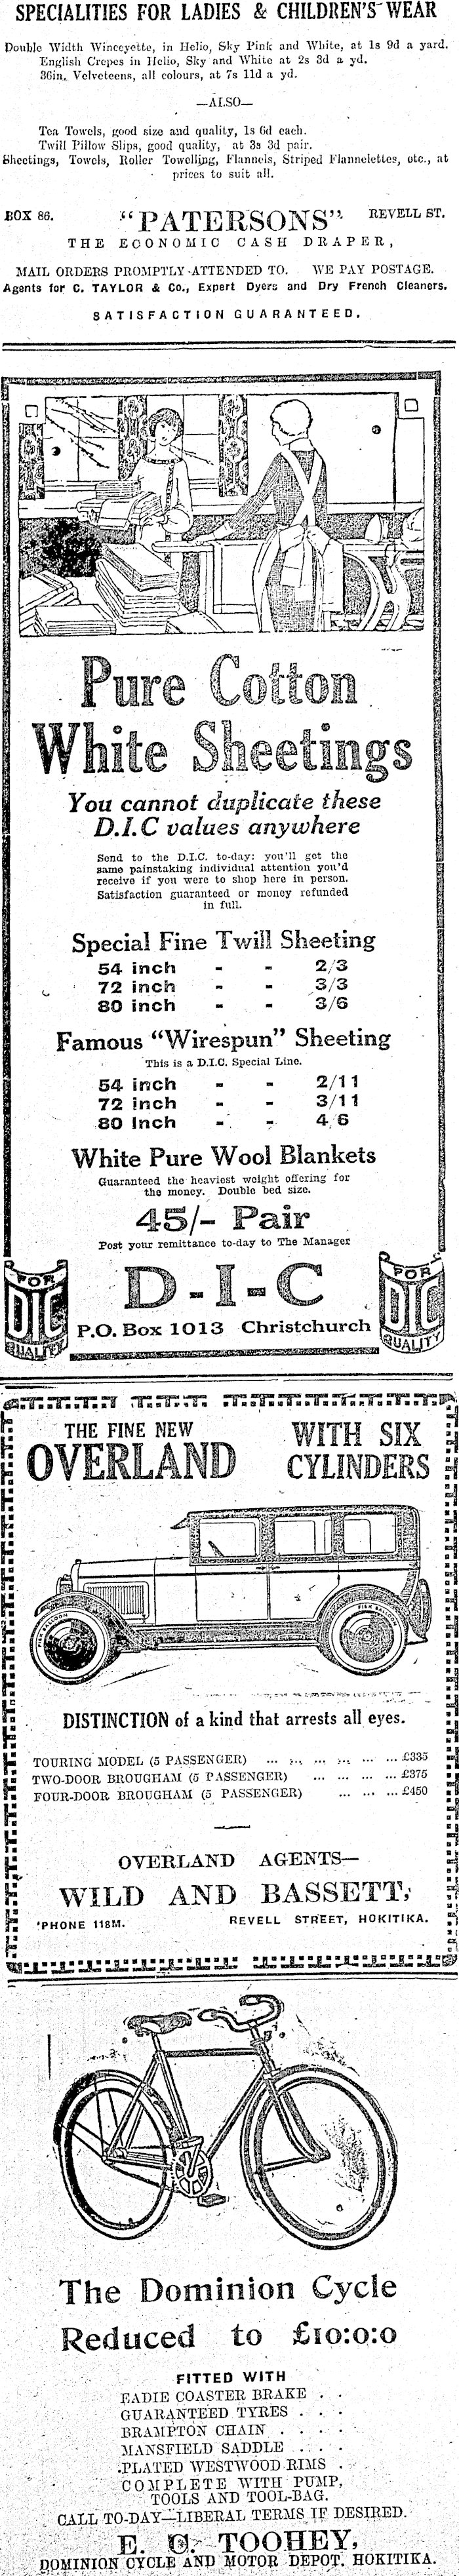 SPECIALITIES FOR LADIES & CHILDREN'S WEAR
Double Width Winceyette, in Helio, Sky Pink and White, at 1s 9d a yard.
English Crepes in Helio, Sky and White at 2s 3d a yd.
36in. Velveteens, all colours, at 7s 11d a yd.
—ALSO—
Tea Towels, good size and quality, 1s 6d each.
Twill Pillow Slips, good quality, at 3s 3d pair.
Sheetings, Towels, Roller Towelling, Flannels, Striped Flannelettes, etc., at
prices to suit all.
BOX 86. "PATERSONS" REVELL ST.
THE ECONOMIC CASH DRAPER,
MAIL ORDERS PROMPTLY ATTENDED TO. WE PAY POSTAGE.
Agents for C. TAYLOR & Co., Expert Dyers and Dry French Cleaners.
SATISFACTION GUARANTEED.
Pure Cotton
White Sheetings
You cannot duplicate these
D.I.C values anywhere
Send to the D.I.C. to-day: you'll get the
same painstaking individual attention you'd
receive if you were to shop here in person.
Satisfaction guaranteed or money refunded
in full.
Special Fine Twill Sheeting
54 inch - - 2/3
72 inch - - 3/3
80 inch - - 3/6
Famous "Wirespun" Sheeting
This is a D.I.C. Special Line.
54 inch - - 2/11
72 inch - - 3/11
80 inch - - 4/6
White Pure Wool Blankets
Guaranteed the heaviest weight offering for
the money. Double bed size.
45/- Pair
Post your remittance to-day to The Manager
FOR DIC QUALITY
D-I-C
FOR DIC QUALITY
P.O. Box 1013 Christchurch
THE FINE NEW WITH SIX
OVERLAND CYLINDERS
DISTINCTION of a kind that arrests all eyes.
TOURING MODEL (5 PASSENGER) ... ... ... ... ... ... £335
TWO-DOOR BROUGHAM (5 PASSENGER) ... ... ... ... £375
FOUR-DOOR BROUGHAM (5 PASSENGER) ... ... ... £450
OVERLAND AGENTS—
WILD AND BASSETT,
'PHONE 118M. REVELL STREET, HOKITIKA.
The Dominion Cycle
Reduced to £10:0:0
FITTED WITH
EADIE COASTER BRAKE . .
GUARANTEED TYRES . . .
BRAMPTON CHAIN . . . .
MANSFIELD SADDLE . . .
PLATED WESTWOOD RIMS .
COMPLETE WITH PUMP,
TOOLS AND TOOL-BAG.
CALL TO-DAY—LIBERAL TERMS IF DESIRED.
E. C. TOOHEY,
DOMINION CYCLE AND MOTOR DEPOT, HOKITIKA.